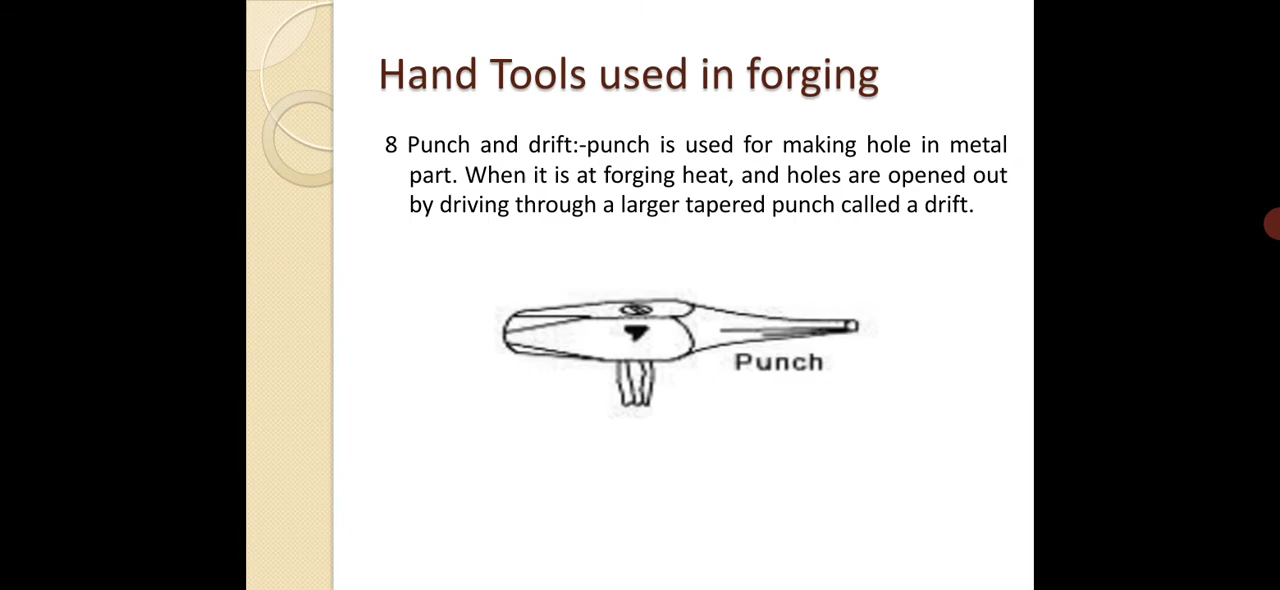 Hand Tools used in forging
8 Punch and drift:-punch is used for making hole in metal
part. When it is at forging heat, and holes are opened out
by driving through a larger tapered punch called a drift.
Punch